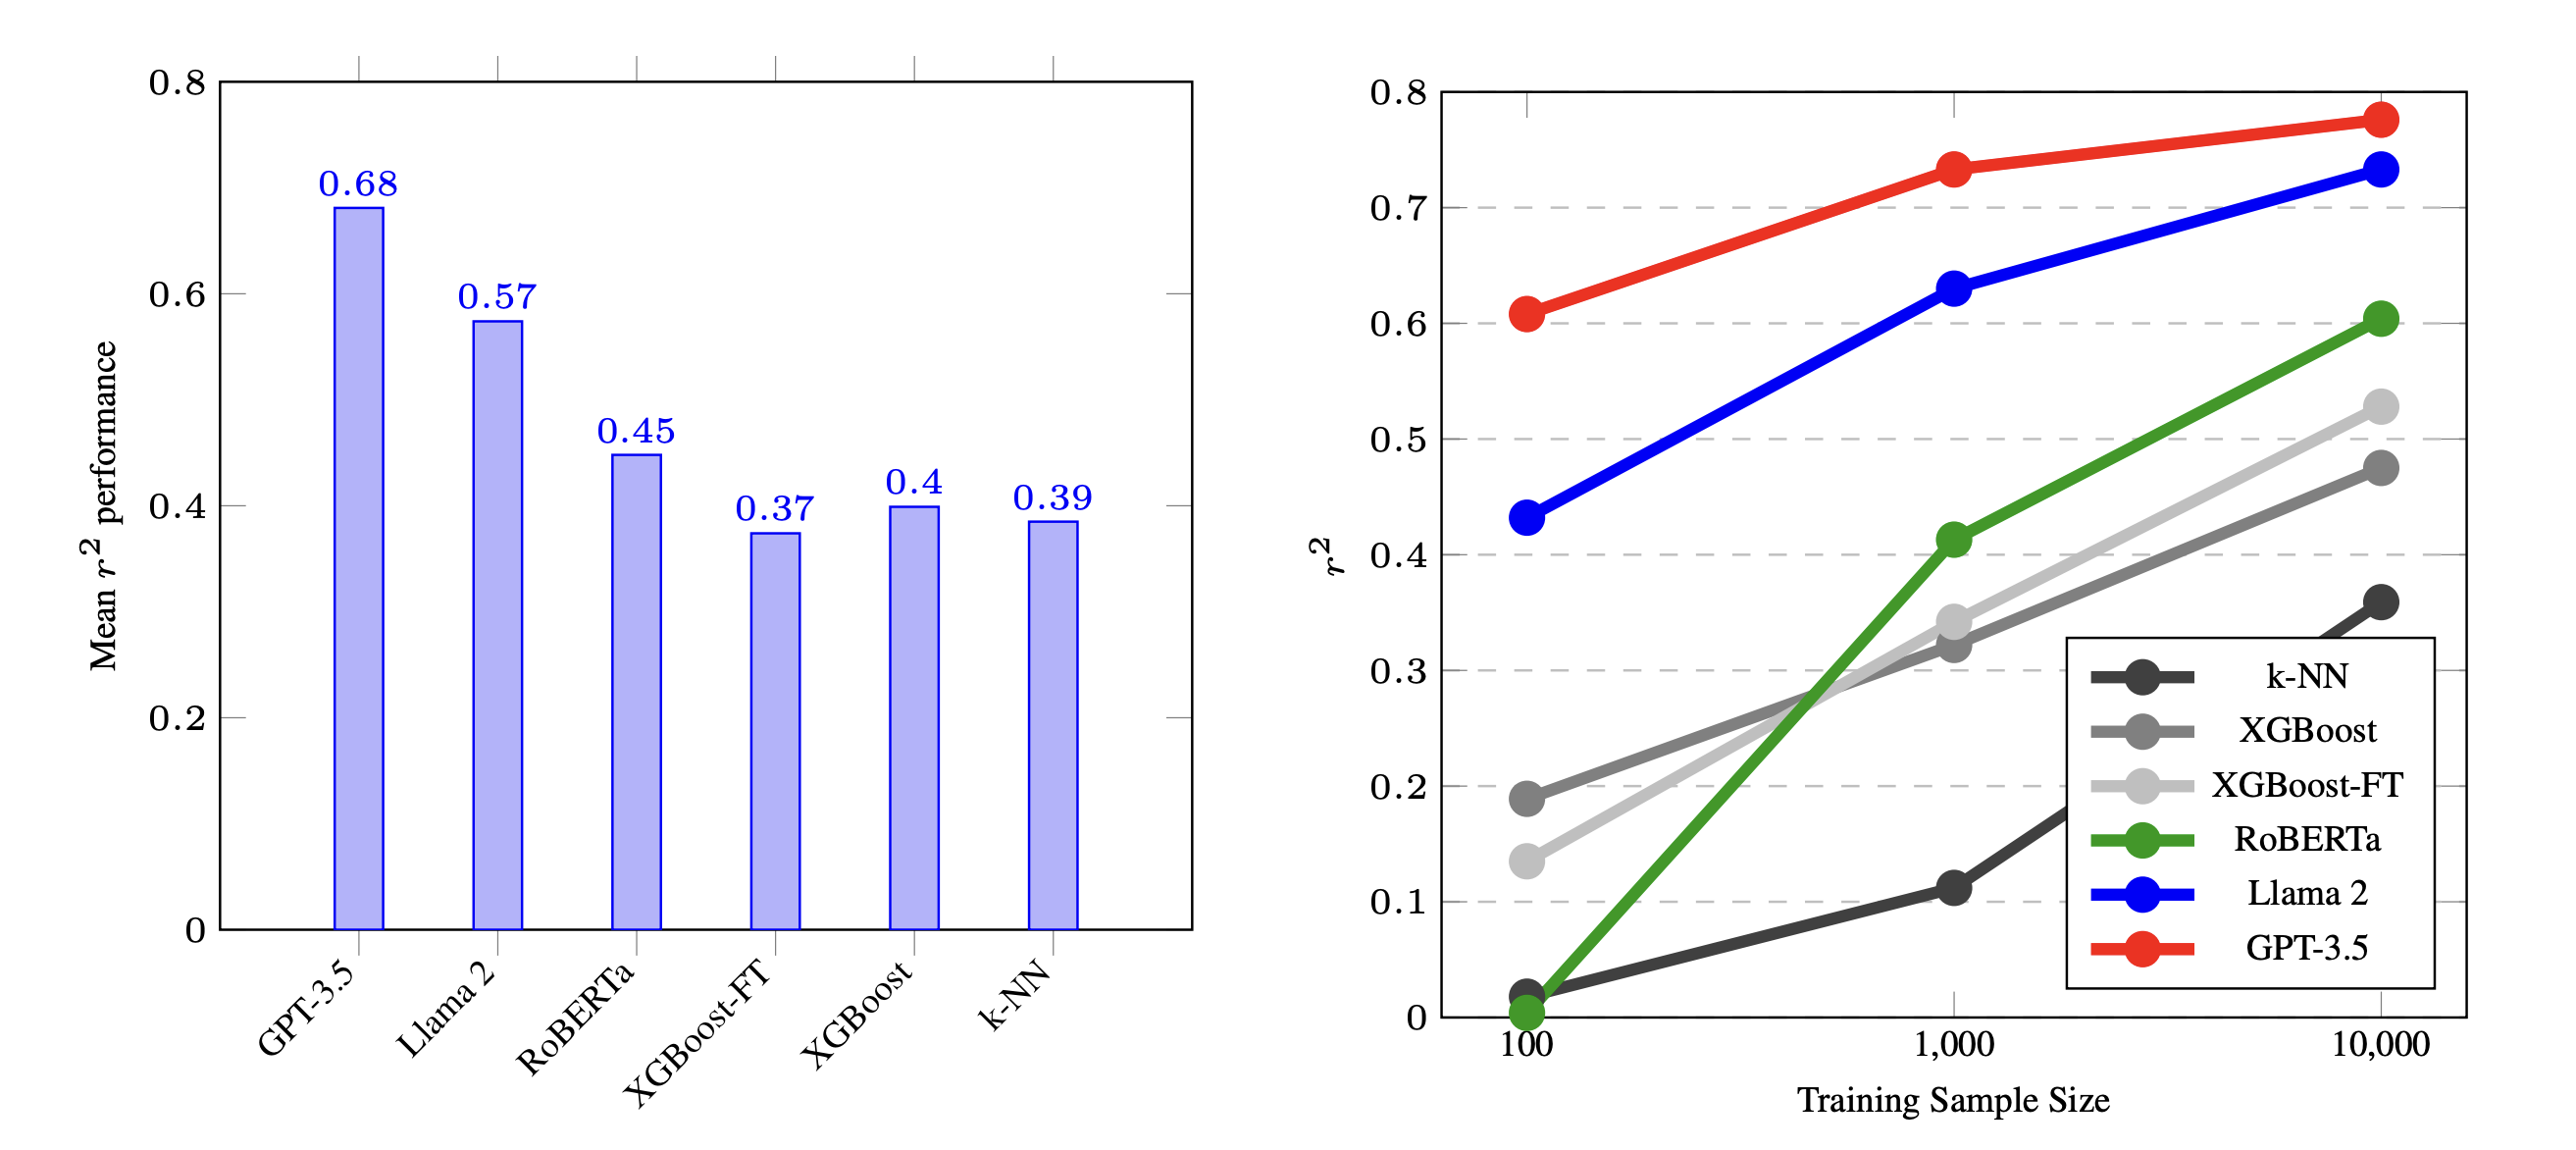 0.8
0.6
0.4
0.2
0
Mean r² performance
0.68
0.57
0.45
0.37
0.4
0.39
GPT-3.5
Llama 2
RoBERTa
XGBoost-FT
XGBoost
k-NN
0.8
0.7
0.6
0.5
0.4
0.3
0.2
0.1
0
r²
100
1,000
10,000
Training Sample Size
k-NN
XGBoost
XGBoost-FT
RoBERTa
Llama 2
GPT-3.5